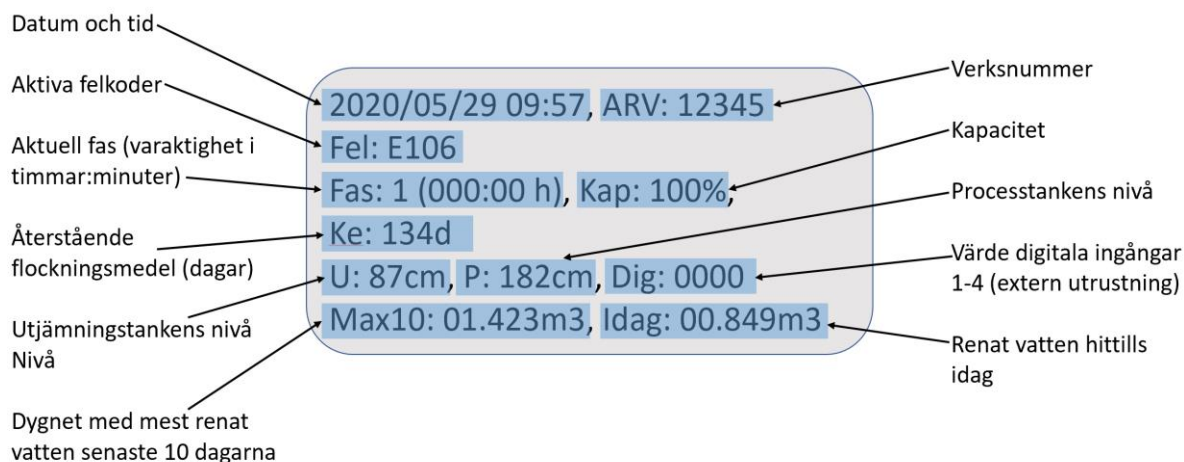 Datum och tid
Aktiva felkoder
Aktuell fas (varaktighet i
timmar:minuter)
Återstående
flockningsmedel (dagar)
Utjämningstankens nivå
Nivå
Dygnet med mest renat
vatten senaste 10 dagarna
2020/05/29 09:57, ARV: 12345
Fel: E106
Fas: 1 (000:00 h), Kap: 100%,
Ke: 134d
U: 87cm, P: 182cm, Dig: 0000
Max10: 01.423m3, Idag: 00.849m3
Verksnummer
Kapacitet
Processtankens nivå
Värde digitala ingångar
1-4 (extern utrustning)
Renat vatten hittills
idag